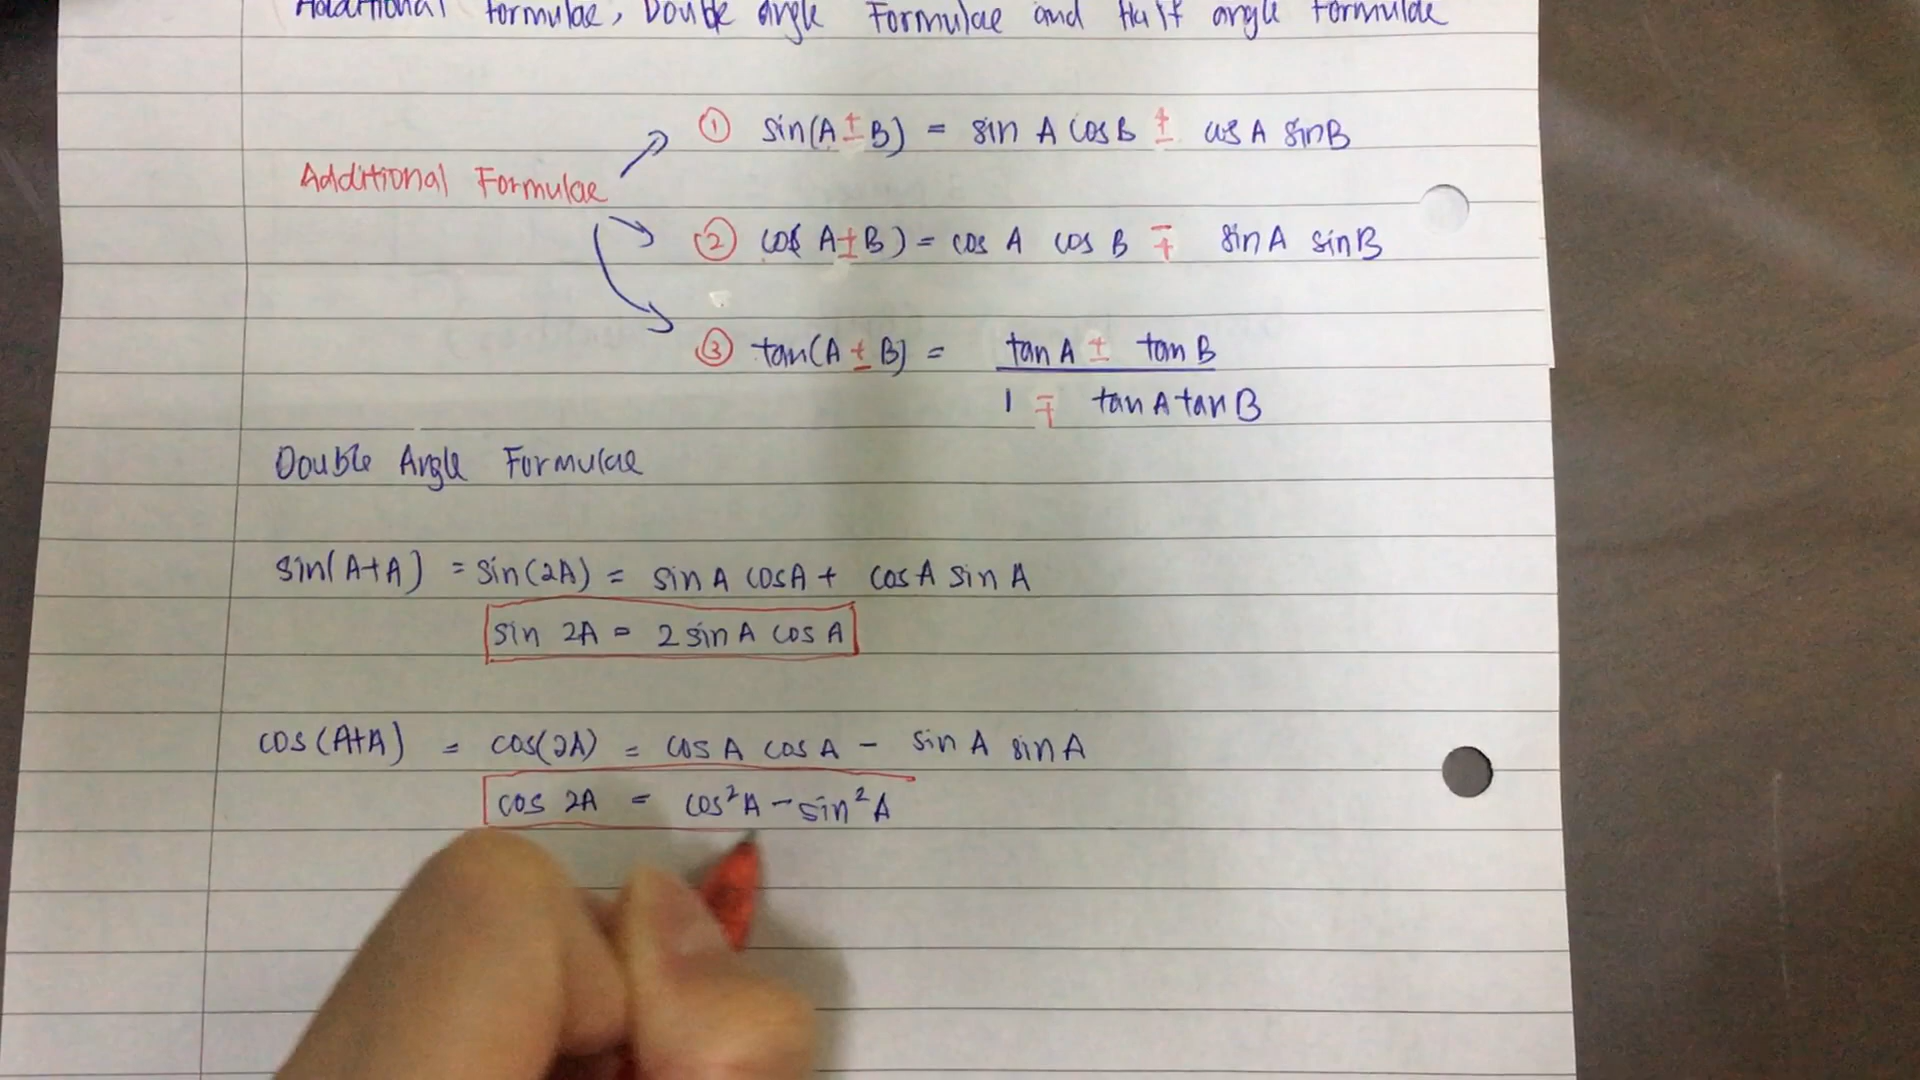 Additional formulae, Double angle Formulae and Half angle Formulae
① sin(A ± B) = sin A cos B ± cos A sin B
Additional Formulae
② cos(A ± B) = cos A cos B ∓ sin A sin B
③ tan(A ± B) = tan A ± tan B
1 ∓ tan A tan B
Double Angle Formulae
sin(A+A) = sin(2A) = sin A cos A + cos A sin A
sin 2A = 2 sin A cos A
cos(A+A) = cos(2A) = cos A cos A - sin A sin A
cos 2A = cos²A - sin²A